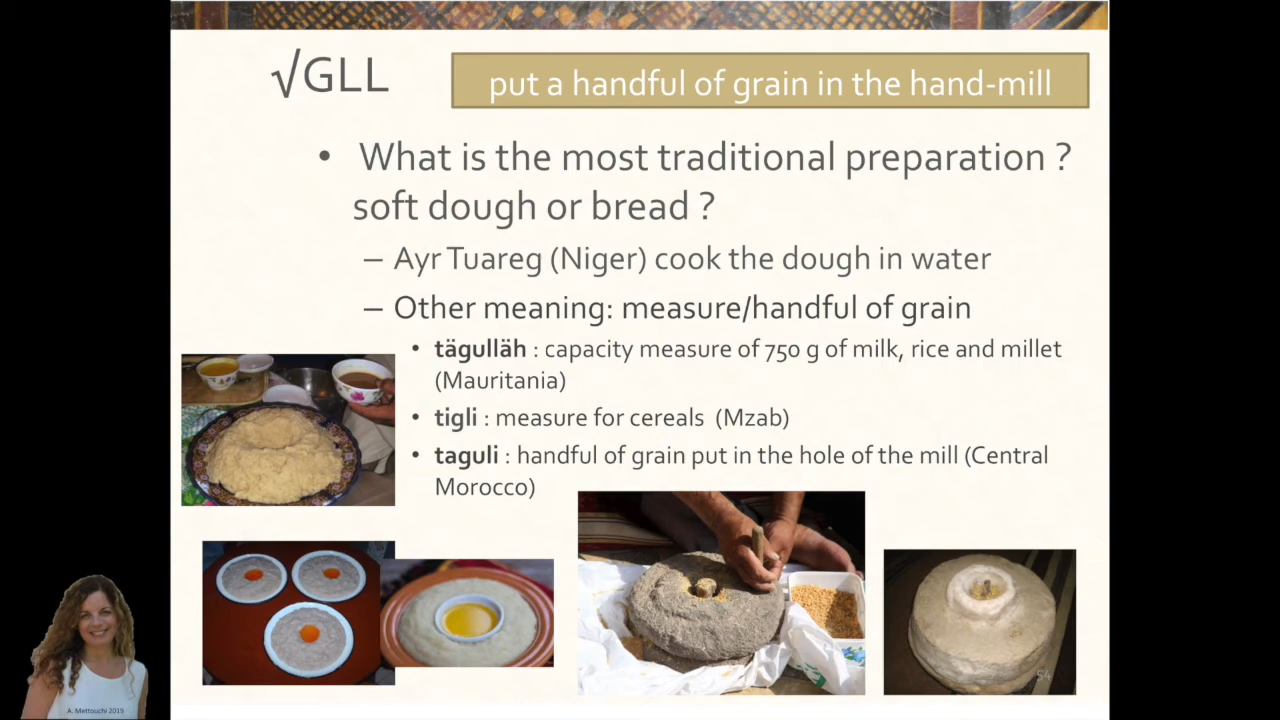 √GLL
put a handful of grain in the hand-mill
• What is the most traditional preparation ?
soft dough or bread ?
– Ayr Tuareg (Niger) cook the dough in water
– Other meaning: measure/handful of grain
• tägulläh : capacity measure of 750 g of milk, rice and millet
(Mauritania)
• tigli : measure for cereals (Mzab)
• taguli : handful of grain put in the hole of the mill (Central
Morocco)
54
A. Mettouchi 2019